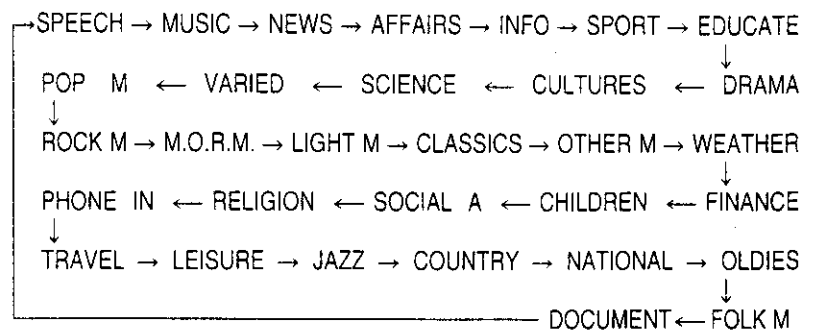 SPEECH → MUSIC → NEWS → AFFAIRS → INFO → SPORT → EDUCATE
POP M ← VARIED ← SCIENCE ← CULTURES ← DRAMA
ROCK M → M.O.R.M. → LIGHT M → CLASSICS → OTHER M → WEATHER
PHONE IN ← RELIGION ← SOCIAL A ← CHILDREN ← FINANCE
TRAVEL → LEISURE → JAZZ → COUNTRY → NATIONAL → OLDIES
DOCUMENT ← FOLK M